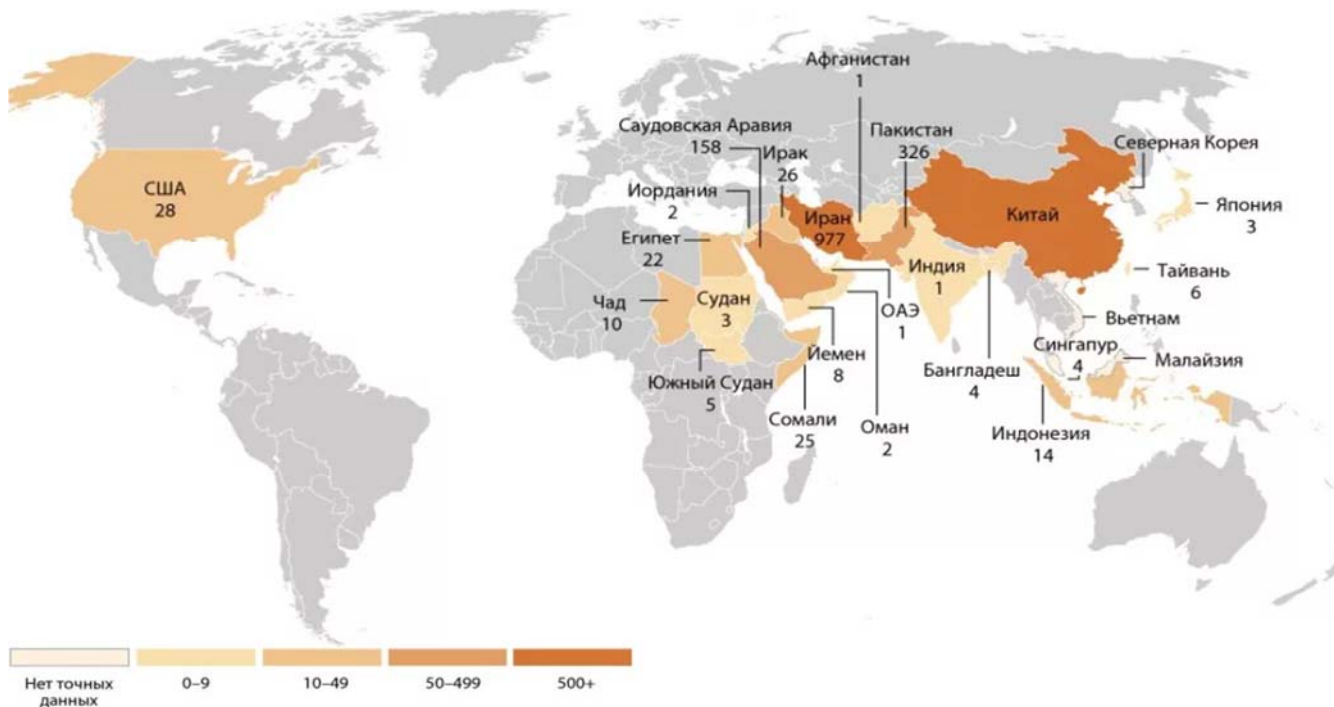 Афганистан
1
Саудовская Аравия
158
Пакистан
326
Северная Корея
Ирак
26
США
28
Иордания
2
Иран
977
Китай
Япония
3
Египет
22
Индия
1
Тайвань
6
Чад
10
Судан
3
ОАЭ
1
Вьетнам
Йемен
8
Сингапур
4
Малайзия
Бангладеш
4
Южный Судан
5
Сомали
25
Оман
2
Индонезия
14
Нет точных
данных
0–9
10–49
50–499
500+